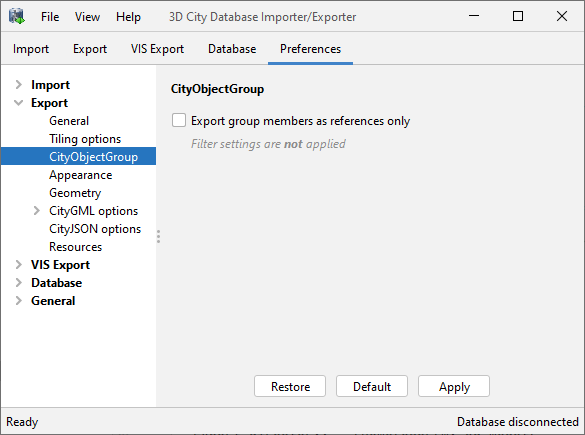 File View Help 3D City Database Importer/Exporter
Import Export VIS Export Database Preferences
Import
Export
General
Tiling options
CityObjectGroup
Appearance
Geometry
CityGML options
CityJSON options
Resources
VIS Export
Database
General
CityObjectGroup
Export group members as references only
Filter settings are not applied
Restore Default Apply
Ready Database disconnected